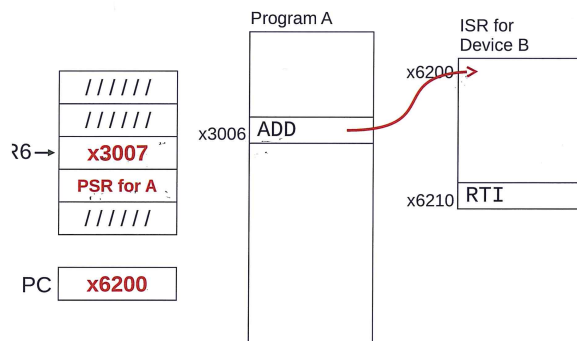 Program A
ISR for
Device B
x6200
//////
//////
x3006
ADD
R6
x3007
PSR for A
x6210
RTI
//////
PC
x6200